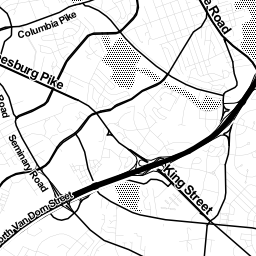 Columbia Pike
e Road
esburg Pike
Road
Seminary Road
King Street
orth Van Dorn Street